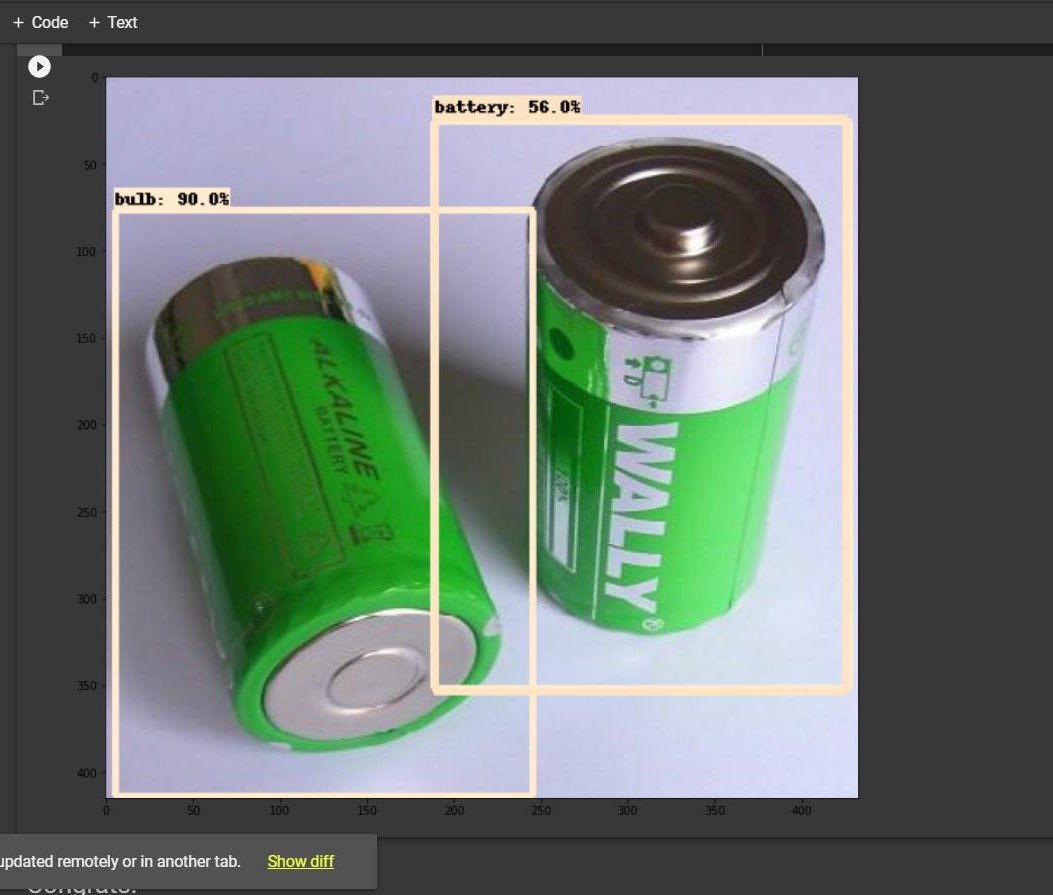 + Code + Text
battery: 56.0%
bulb: 90.0%
ALKALINE
BATTERY
D
100%
WALLY®
0
50
100
150
200
250
300
350
400
0 50 100 150 200 250 300 350 400
updated remotely or in another tab. Show diff